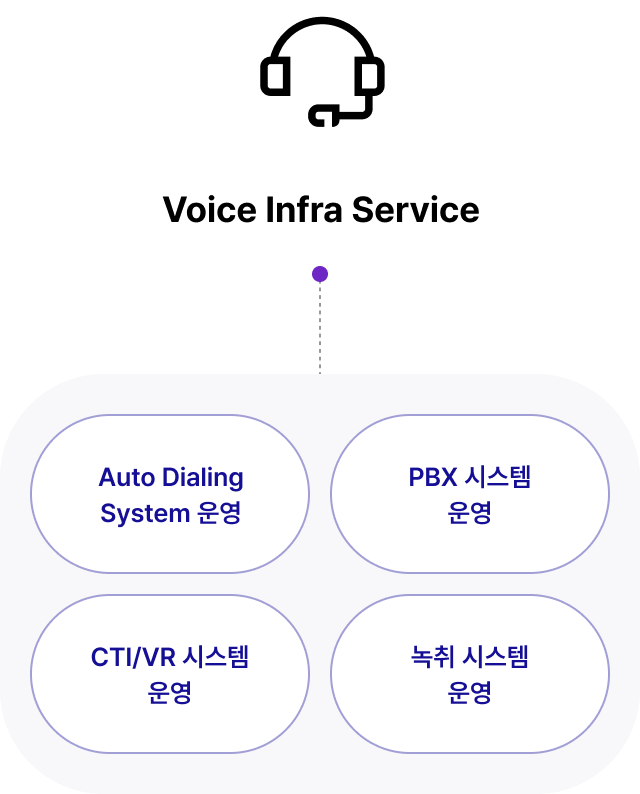 Voice Infra Service
Auto Dialing
System 운영
PBX 시스템
운영
CTI/VR 시스템
운영
녹취 시스템
운영